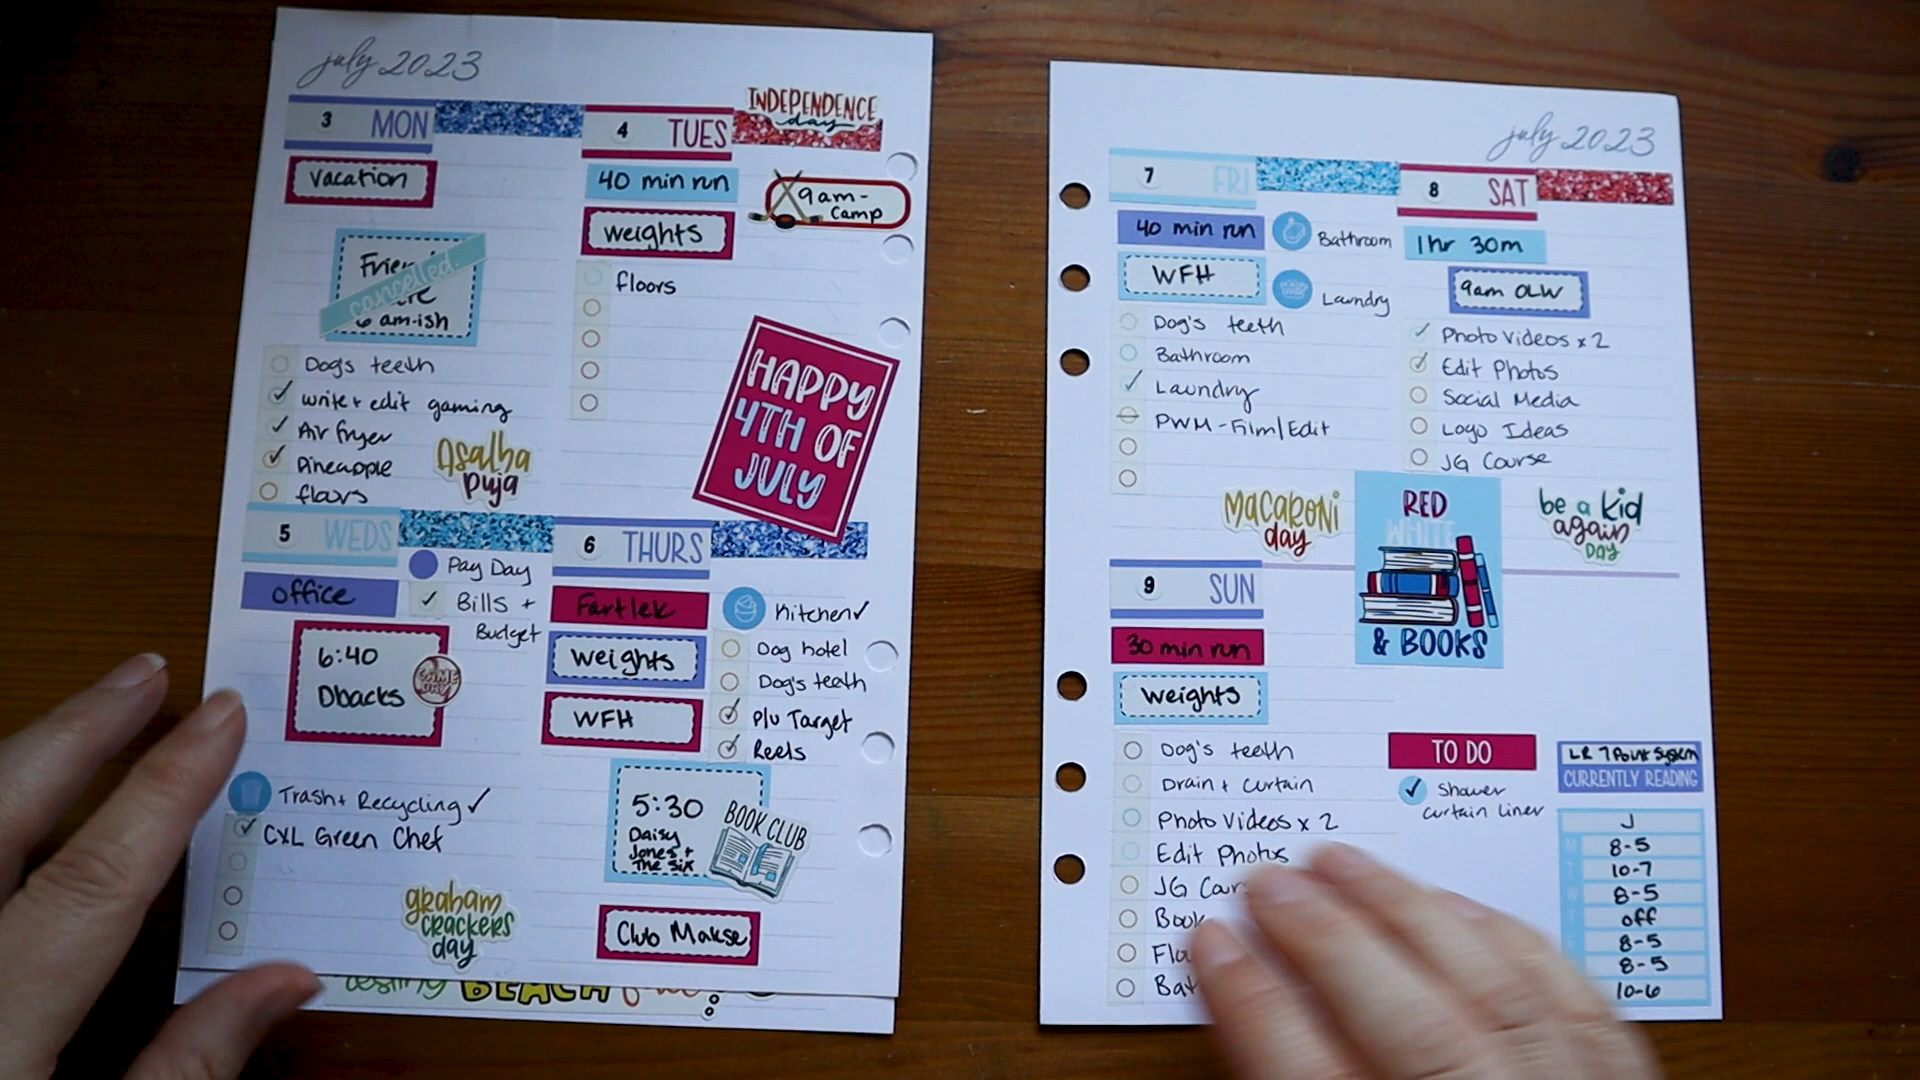 july 2023
3 MON
vacation
cancelled
6 am-ish
Dog's teeth
write + edit gaming
Air fryer
Pineapple
floors
Asalha
Puja
4 TUES
INDEPENDENCE
day
40 min run
9am-
Camp
weights
floors
HAPPY
4TH OF
JULY
5 WEDS
Pay Day
office
Bills +
Budget
6:40
Dbacks
GAME
DAY
Trash + Recycling
CXL Green Chef
graham
CRACKERS
day
6 THURS
Fartlek
Kitchen
weights
Dog hotel
Dog's teeth
WFH
P/u Target
Reels
5:30
Daisy
Jones +
The Six
BOOK CLUB
Club Makse
BEACH
july 2023
7 FRI
40 min run
Bathroom
WFH
Laundry
Dog's teeth
Bathroom
Laundry
PWM - Film/Edit
MACARONI
day
8 SAT
1hr 30m
9am OLW
Photo Videos x 2
Edit Photos
Social Media
Logo Ideas
JG Course
be a kid
again
DAY
RED
WHITE
& BOOKS
9 SUN
30 min run
weights
Dog's teeth
Drain + Curtain
Photo Videos x 2
Edit Photos
JG
TO DO
Shower
Curtain liner
LR 7 Point System
CURRENTLY READING
J
8-5
10-7
8-5
off
8-5
8-5
10-6